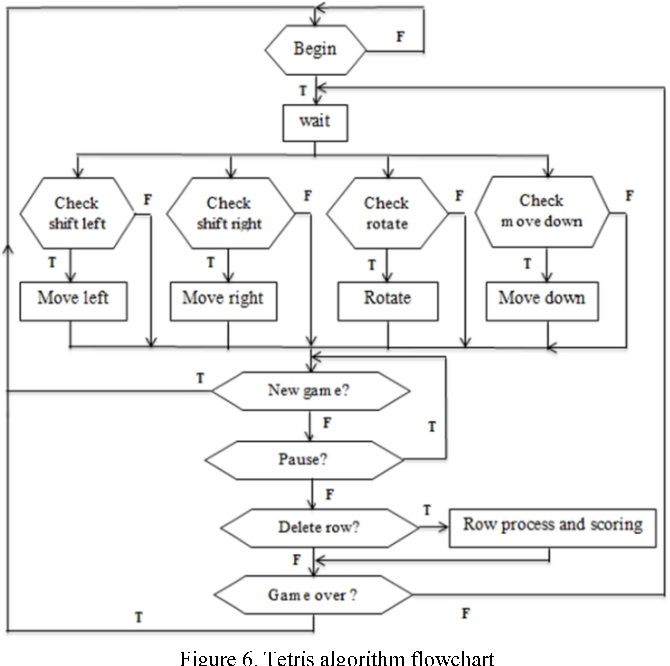 F
Begin
T
wait
Check
shift left
F
Check
shift right
F
Check
rotate
F
Check
move down
F
T
T
T
T
Move left
Move right
Rotate
Move down
T
New game?
F
T
Pause?
F
Delete row?
T
Row process and scoring
F
Game over ?
T
F
Figure 6. Tetris algorithm flowchart